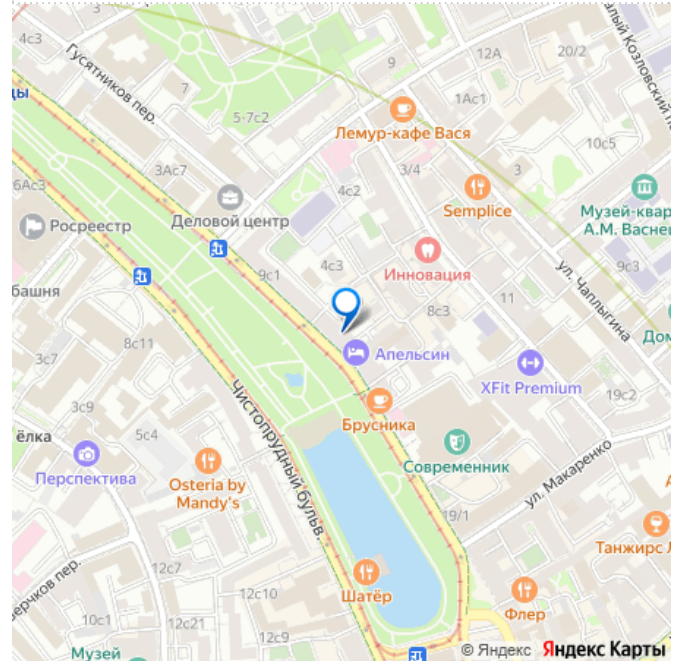 4с3
12А
20/2
алый Козловский п
Гусятников пер.
9
7
1Ас1
ды
5-7с2
Лемур-кафе Вася
10с5
3
3/4
3Ас7
6Ас3
4с2
Semplice
Музей-квар
А.М. Васне
Деловой центр
Росреестр
9с3
9с1
4с3
Инновация
ул. Чаплыгина
башня
8с3
11
Дом
8с11
3с7
Апельсин
XFit Premium
19с2
3с9
Брусника
ёлка
5с4
Чистопрудный бульв.
Современник
Перспектива
Osteria by
Mandy's
ул. Макаренко
19/1
Танжирс Л
12с7
ерчков пер.
12с10
Шатёр
Флер
10с1
12с21
12с9
Музей
© Яндекс Яндекс Карты